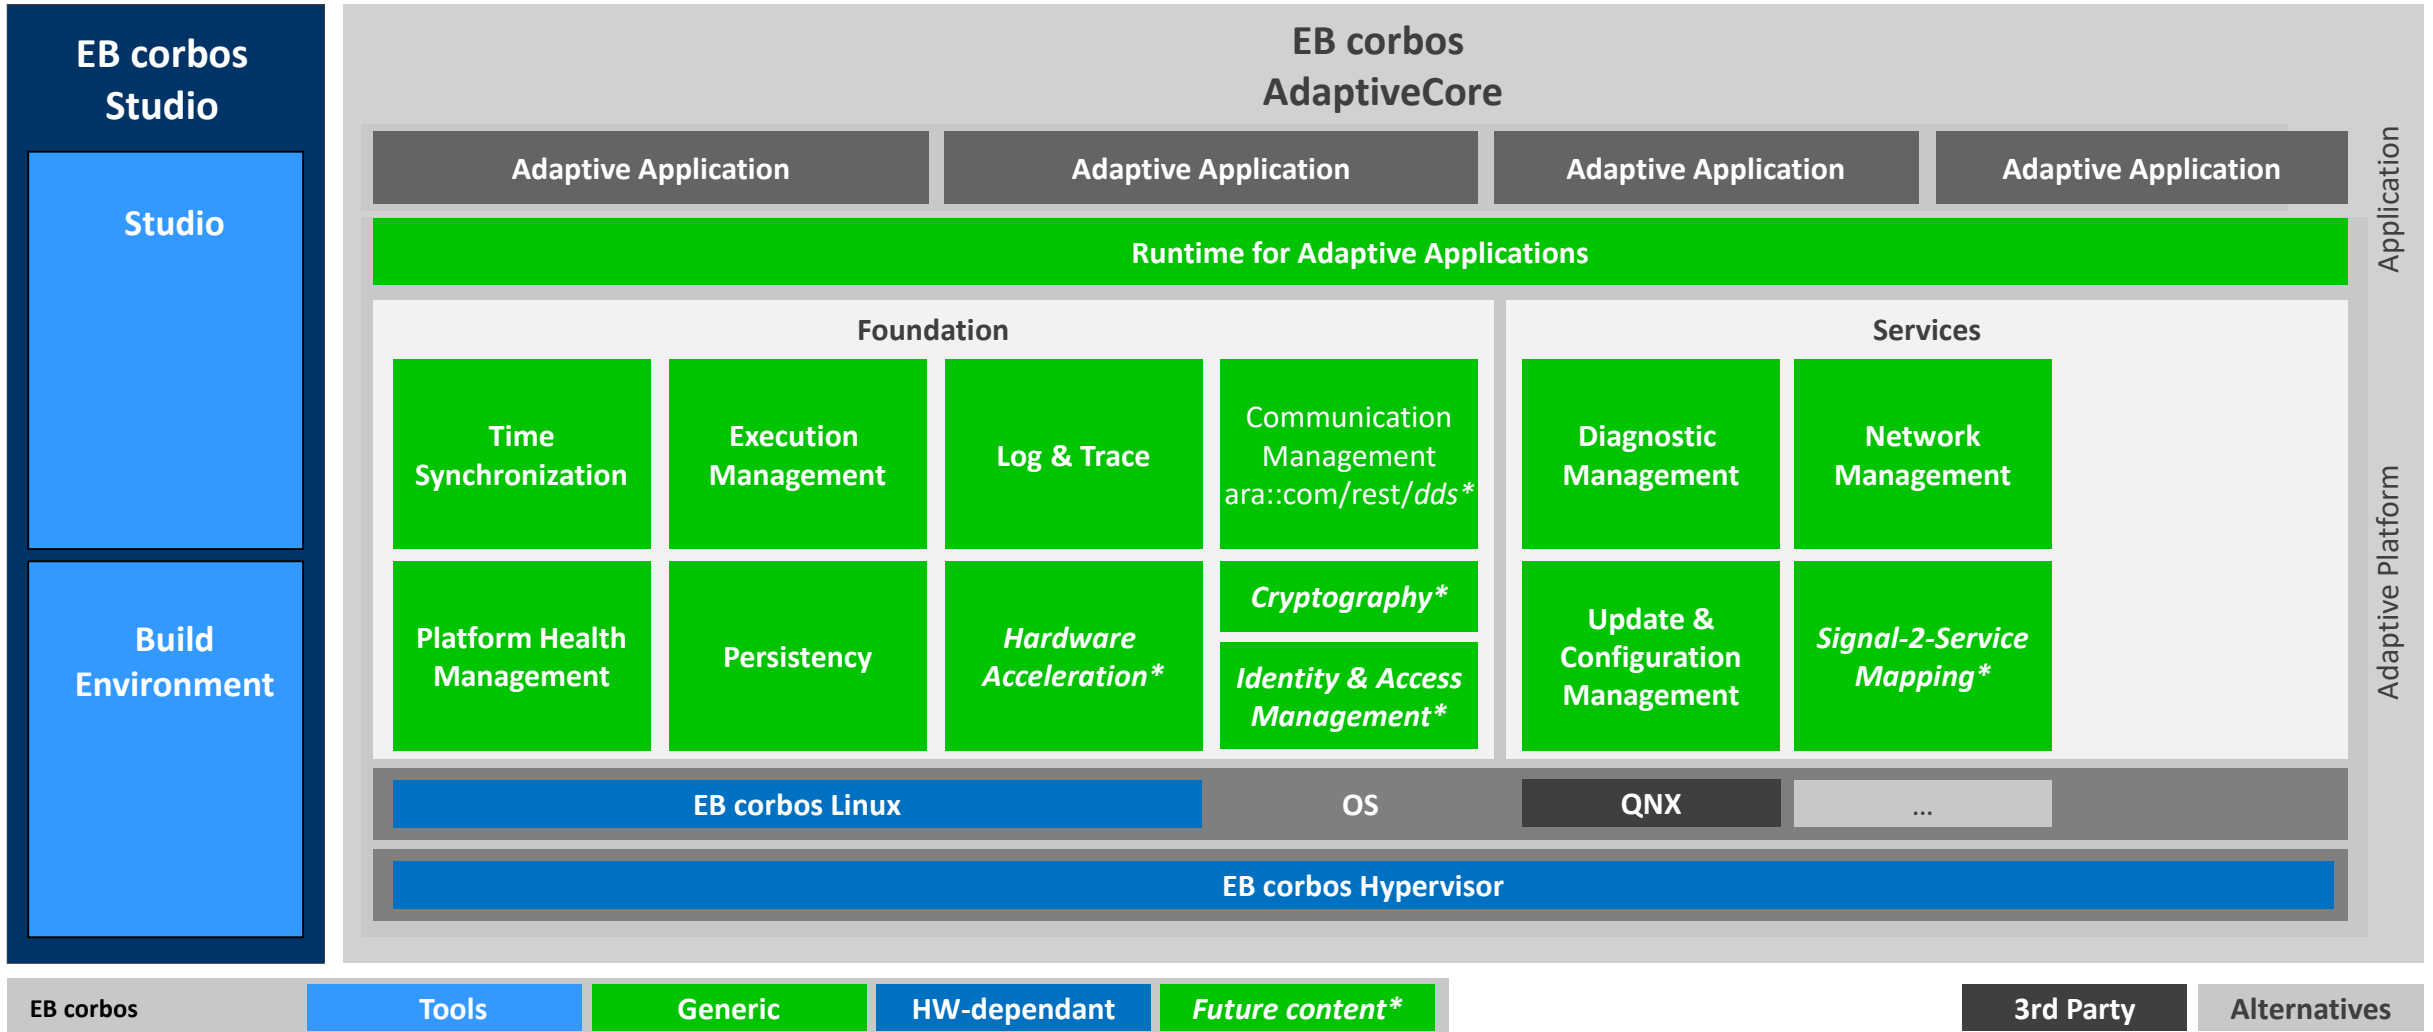 EB corbos
Studio
Studio
Build
Environment
EB corbos
AdaptiveCore
Adaptive Application
Adaptive Application
Adaptive Application
Adaptive Application
Application
Runtime for Adaptive Applications
Foundation
Time
Synchronization
Execution
Management
Log & Trace
Communication
Management
ara::com/rest/dds*
Platform Health
Management
Persistency
Hardware
Acceleration*
Cryptography*
Identity & Access
Management*
Services
Diagnostic
Management
Network
Management
Update &
Configuration
Management
Signal-2-Service
Mapping*
Adaptive Platform
EB corbos Linux
OS
QNX
...
EB corbos Hypervisor
EB corbos
Tools
Generic
HW-dependant
Future content*
3rd Party
Alternatives